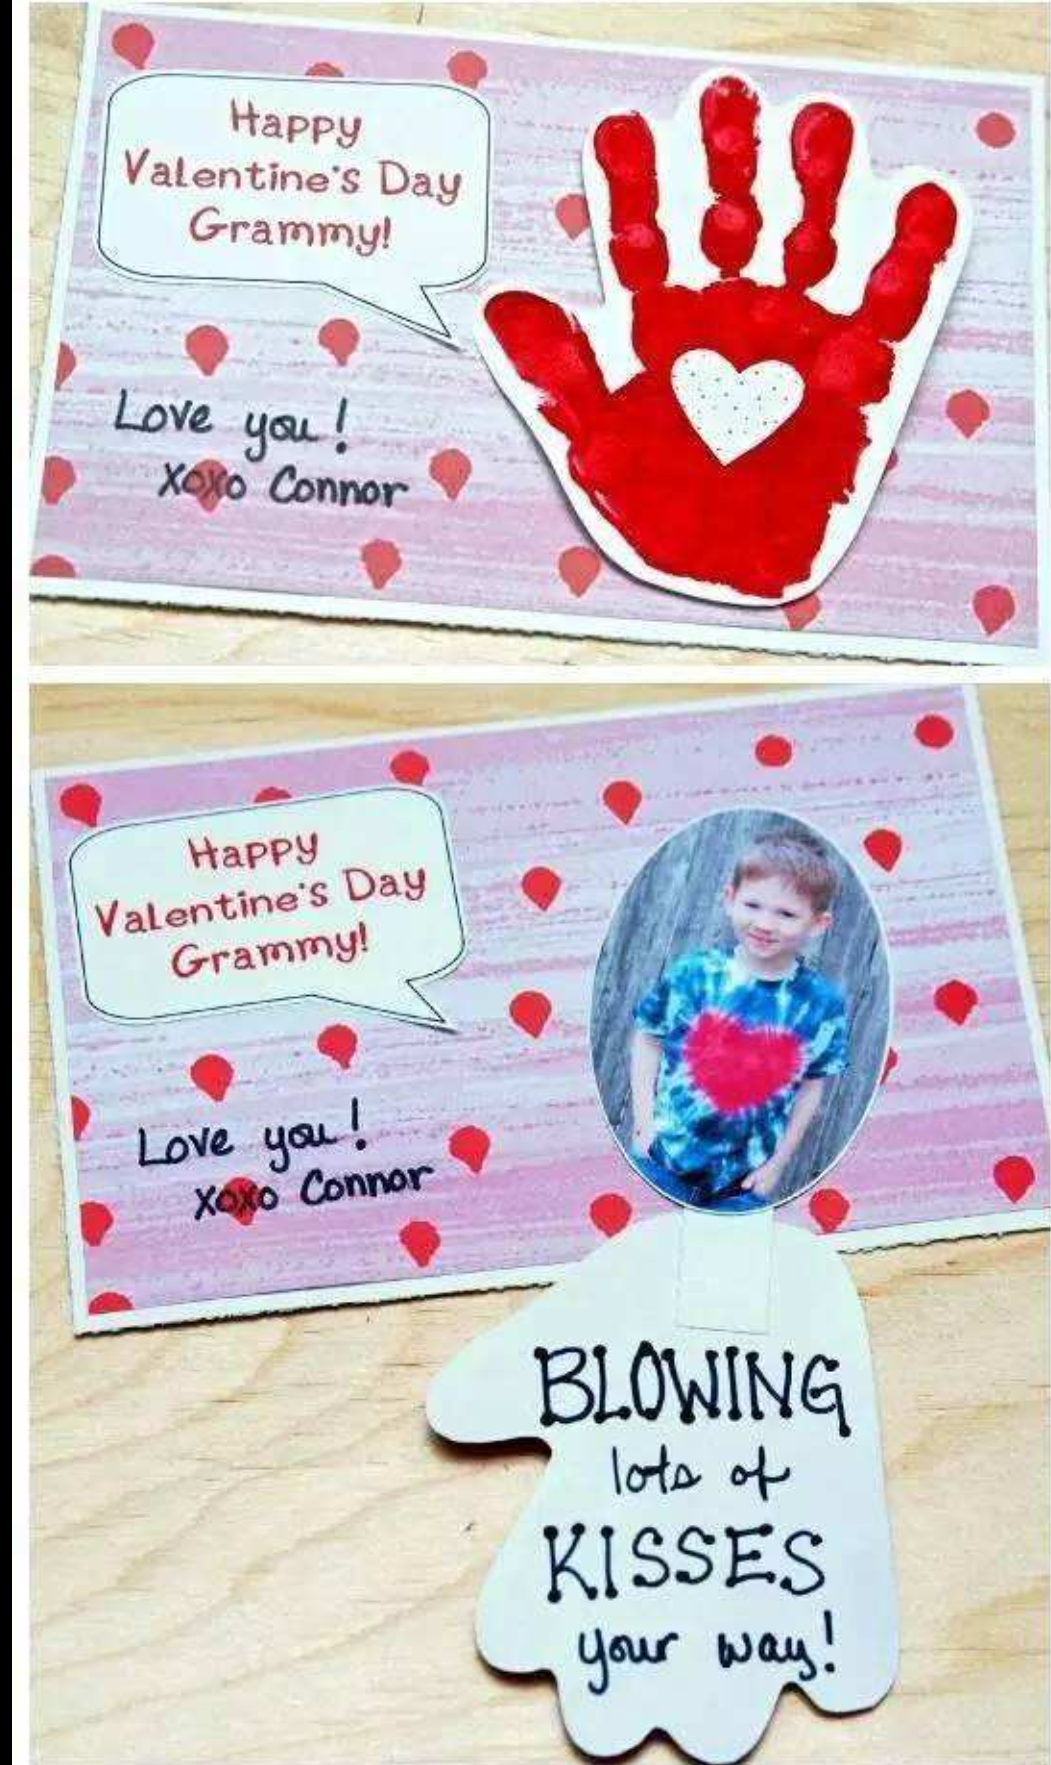 Happy
Valentine's Day
Grammy!
Love you!
xoxo Connor
Happy
Valentine's Day
Grammy!
Love you!
xoxo Connor
BLOWING
lots of
KISSES
your way!